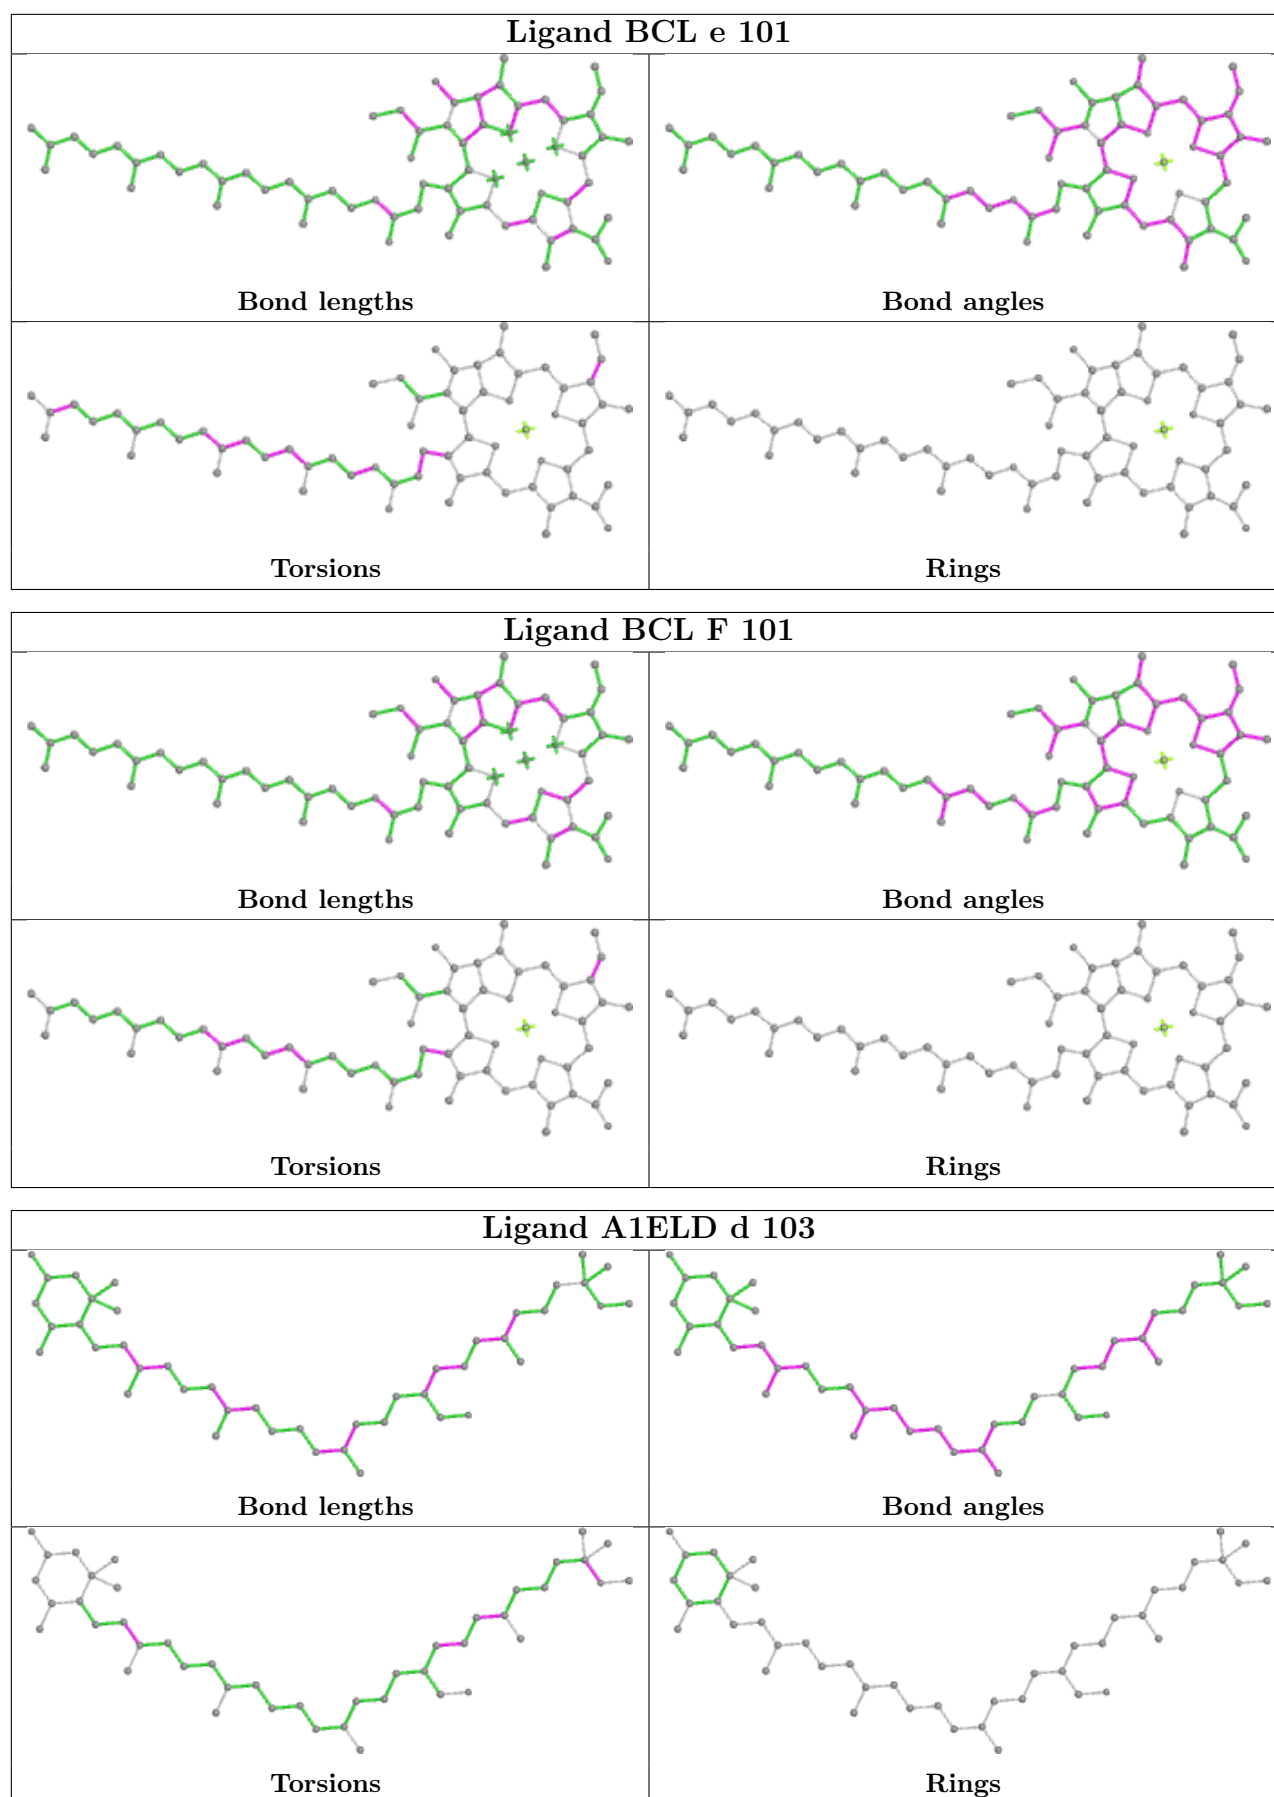 Ligand BCL e 101
Bond lengths
Bond angles
Torsions
Rings
Ligand BCL F 101
Bond lengths
Bond angles
Torsions
Rings
Ligand A1ELD d 103
Bond lengths
Bond angles
Torsions
Rings